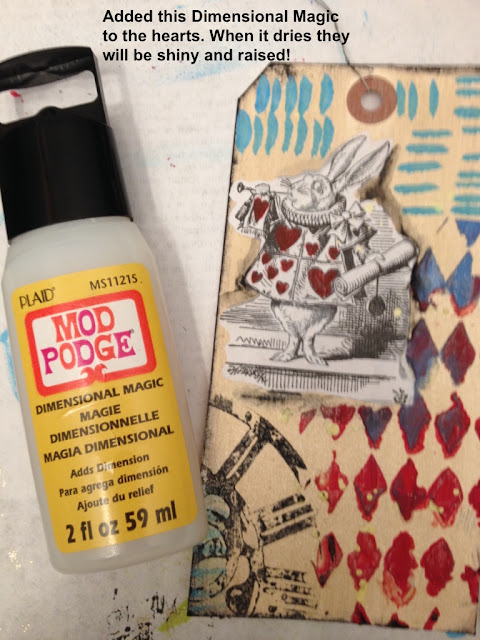 Added this Dimensional Magic
to the hearts. When it dries they
will be shiny and raised!
PLAID®
MS11215
MOD
PODGE®
DIMENSIONAL MAGIC
MAGIE
DIMENSIONNELLE
MAGIA DIMENSIONAL
Adds Dimension
Para agrega dimensión
Ajoute du relief
2 fl oz 59 ml